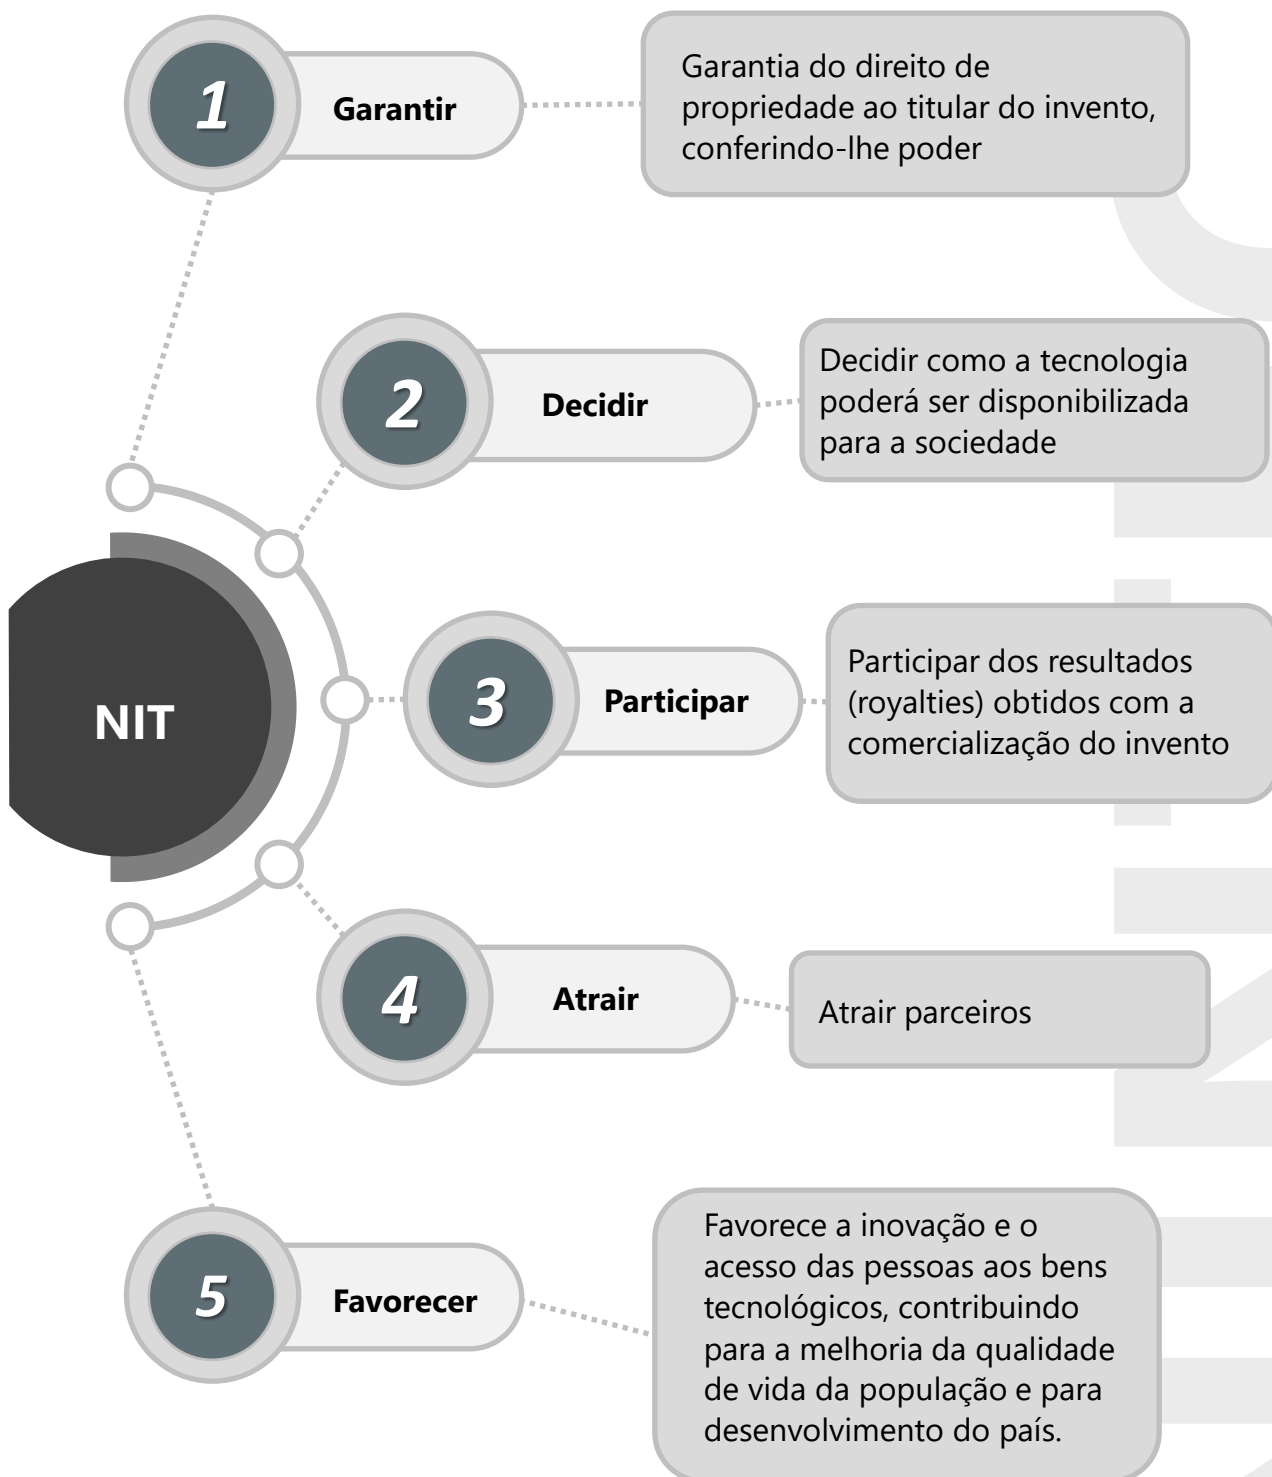 1
Garantir
Garantia do direito de
propriedade ao titular do invento,
conferindo-lhe poder
2
Decidir
Decidir como a tecnologia
poderá ser disponibilizada
para a sociedade
NIT
3
Participar
Participar dos resultados
(royalties) obtidos com a
comercialização do invento
4
Atrair
Atrair parceiros
5
Favorecer
Favorece a inovação e o
acesso das pessoas aos bens
tecnológicos, contribuindo
para a melhoria da qualidade
de vida da população e para
desenvolvimento do país.